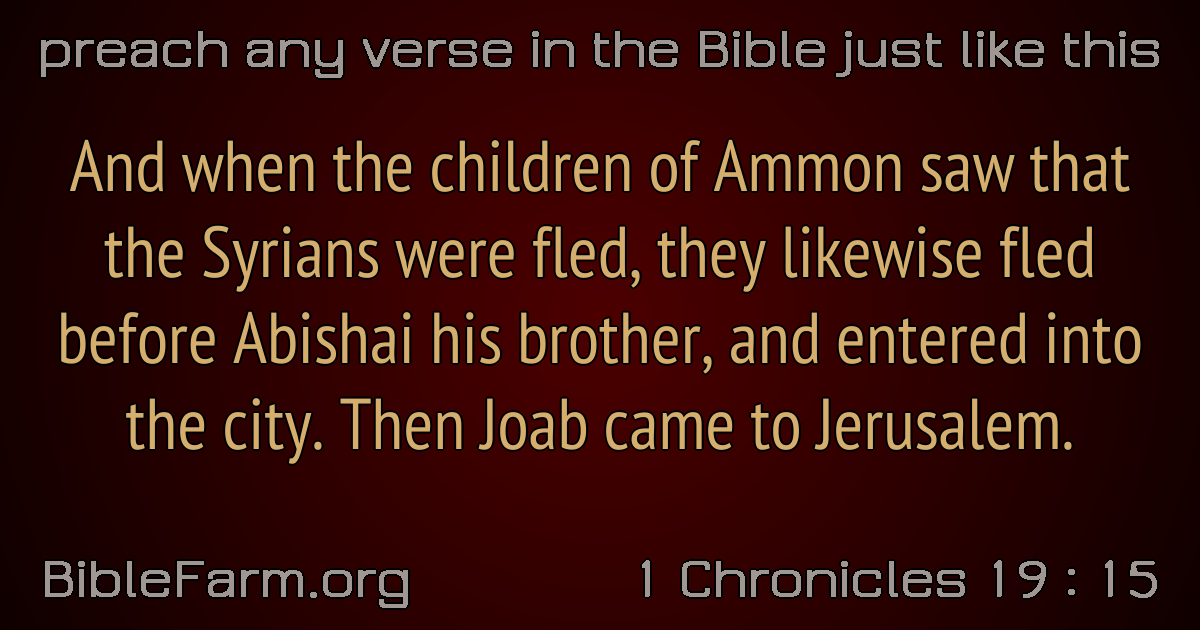 preach any verse in the Bible just like this
And when the children of Ammon saw that
the Syrians were fled, they likewise fled
before Abishai his brother, and entered into
the city. Then Joab came to Jerusalem.
BibleFarm.org
1 Chronicles 19 : 15